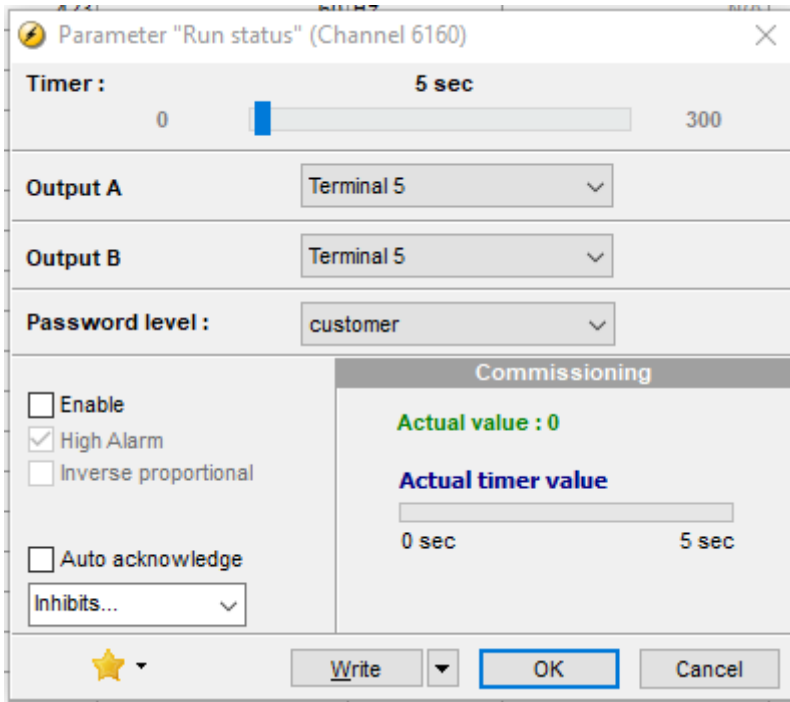 Parameter "Run status" (Channel 6160)
Timer :
5 sec
0
300
Output A
Terminal 5
Output B
Terminal 5
Password level :
customer
Commissioning
Enable
High Alarm
Inverse proportional
Actual value : 0
Actual timer value
0 sec
5 sec
Auto acknowledge
Inhibits...
Write
OK
Cancel